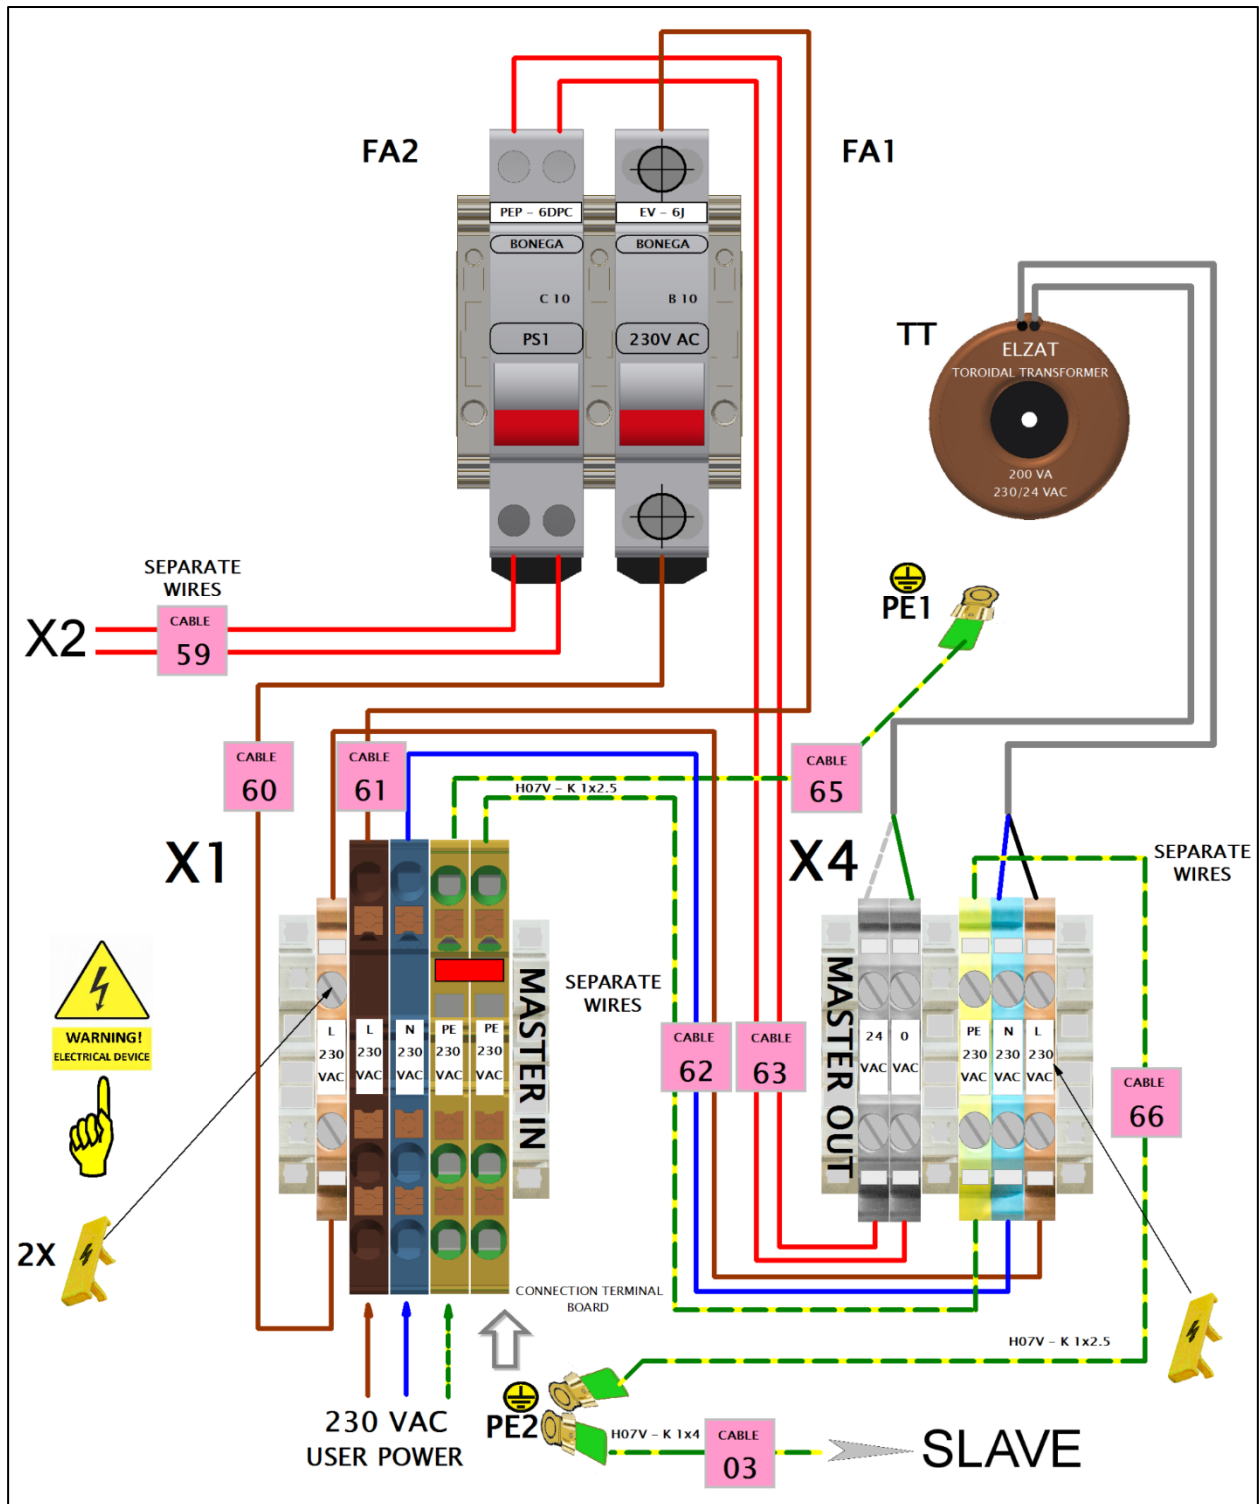 FA2
FA1
PEP - 6DPC
EV - 6J
BONEGA
BONEGA
C 10
B 10
PS1
230V AC
TT
ELZAT
TOROIDAL TRANSFORMER
200 VA
230/24 VAC
SEPARATE
WIRES
X2
CABLE
59
PE1
CABLE
60
CABLE
61
H07V - K 1x2.5
CABLE
65
X1
X4
SEPARATE
WIRES
WARNING!
ELECTRICAL DEVICE
L
230
VAC
L
230
VAC
N
230
VAC
PE
230
VAC
PE
230
VAC
MASTER IN
SEPARATE
WIRES
CABLE
62
CABLE
63
MASTER OUT
24
VAC
0
VAC
PE
230
VAC
N
230
VAC
L
230
VAC
CABLE
66
2X
CONNECTION TERMINAL
BOARD
H07V - K 1x2.5
230 VAC
USER POWER
PE2
H07V - K 1x4
CABLE
03
SLAVE